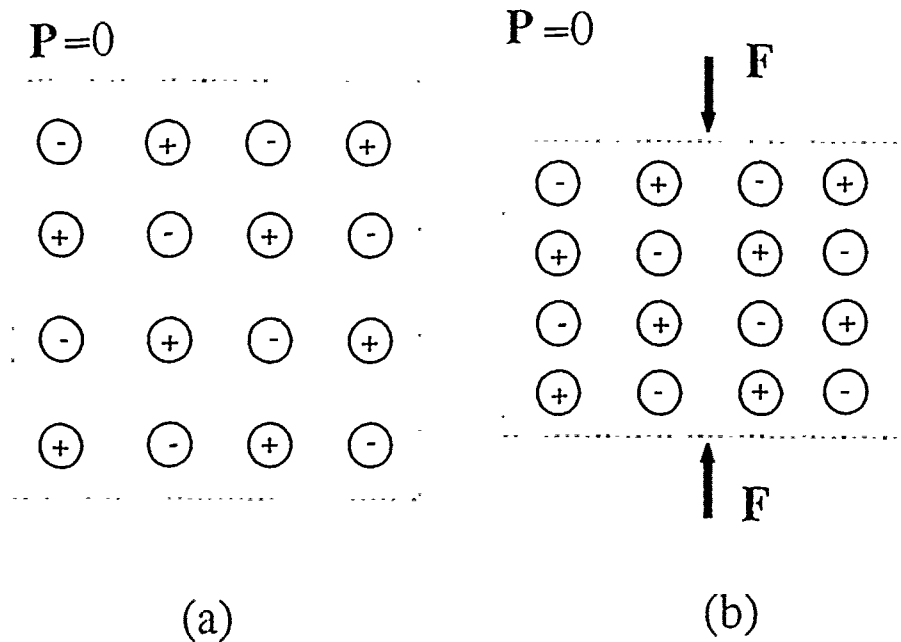 P=0
- + - +
+ - + -
- + - +
+ - + -
(a)
P=0
F
- + - +
+ - + -
- + - +
+ - + -
F
(b)